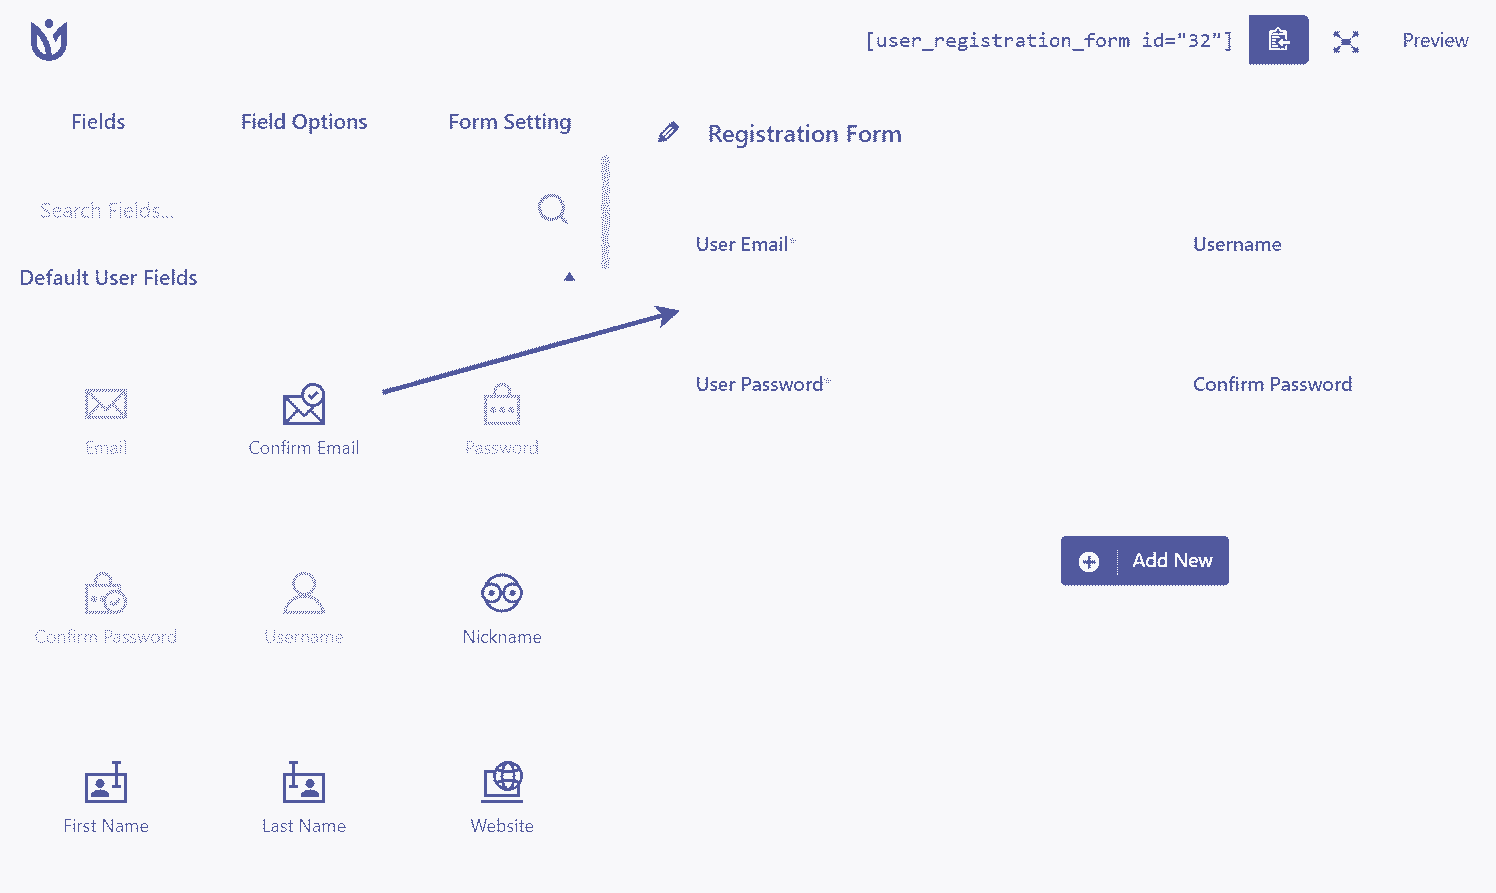 [user_registration_form id="32"]
Preview
Fields
Field Options
Form Setting
Registration Form
Search Fields...
Default User Fields
User Email*
Username
User Password*
Confirm Password
Email
Confirm Email
Password
Add New
Confirm Password
Username
Nickname
First Name
Last Name
Website